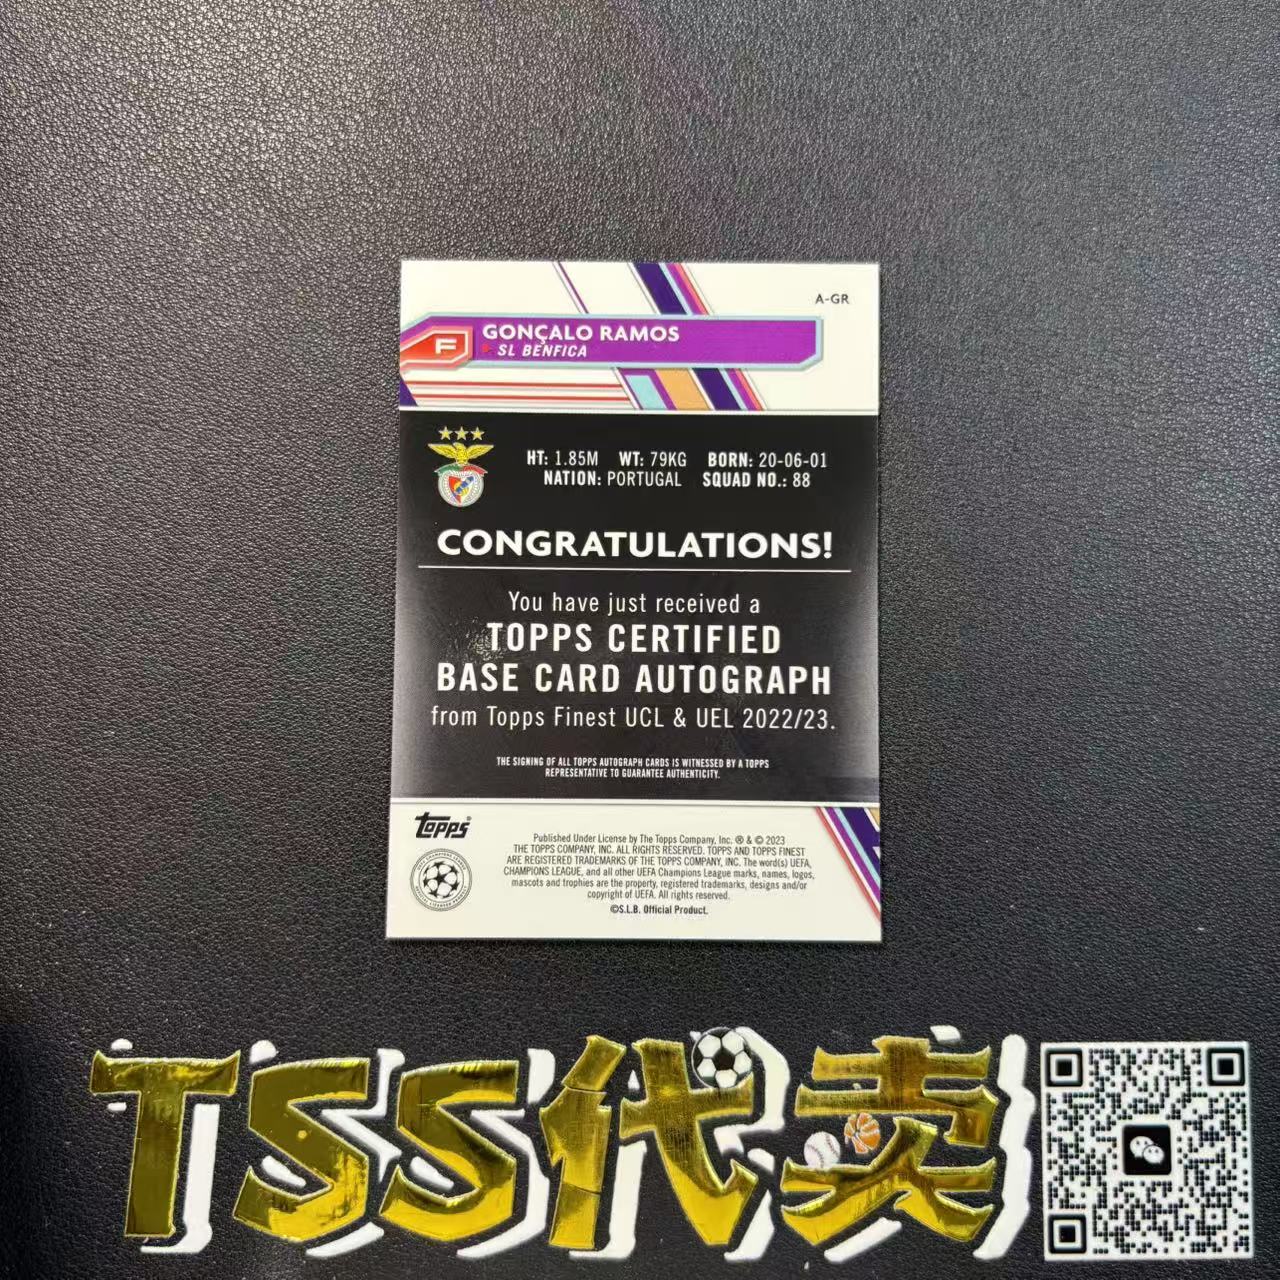 A-GR
F
GONÇALO RAMOS
SL BENFICA
HT: 1.85M WT: 79KG BORN: 20-06-01
NATION: PORTUGAL SQUAD NO.: 88
CONGRATULATIONS!
You have just received a
TOPPS CERTIFIED
BASE CARD AUTOGRAPH
from Topps Finest UCL & UEL 2022/23.
THE SIGNING OF ALL TOPPS AUTOGRAPH CARDS IS WITNESSED BY A TOPPS
REPRESENTATIVE TO GUARANTEE AUTHENTICITY.
Topps®
Published Under License by The Topps Company, Inc. ® & © 2023
THE TOPPS COMPANY, INC. ALL RIGHTS RESERVED. TOPPS AND TOPPS FINEST
ARE REGISTERED TRADEMARKS OF THE TOPPS COMPANY, INC. The word(s) UEFA,
CHAMPIONS LEAGUE, and all other UEFA Champions League marks, names, logos,
mascots and trophies are the property, registered trademarks, designs and/or
copyright of UEFA. All rights reserved.
©S.L.B. Official Product.
TSS代卖